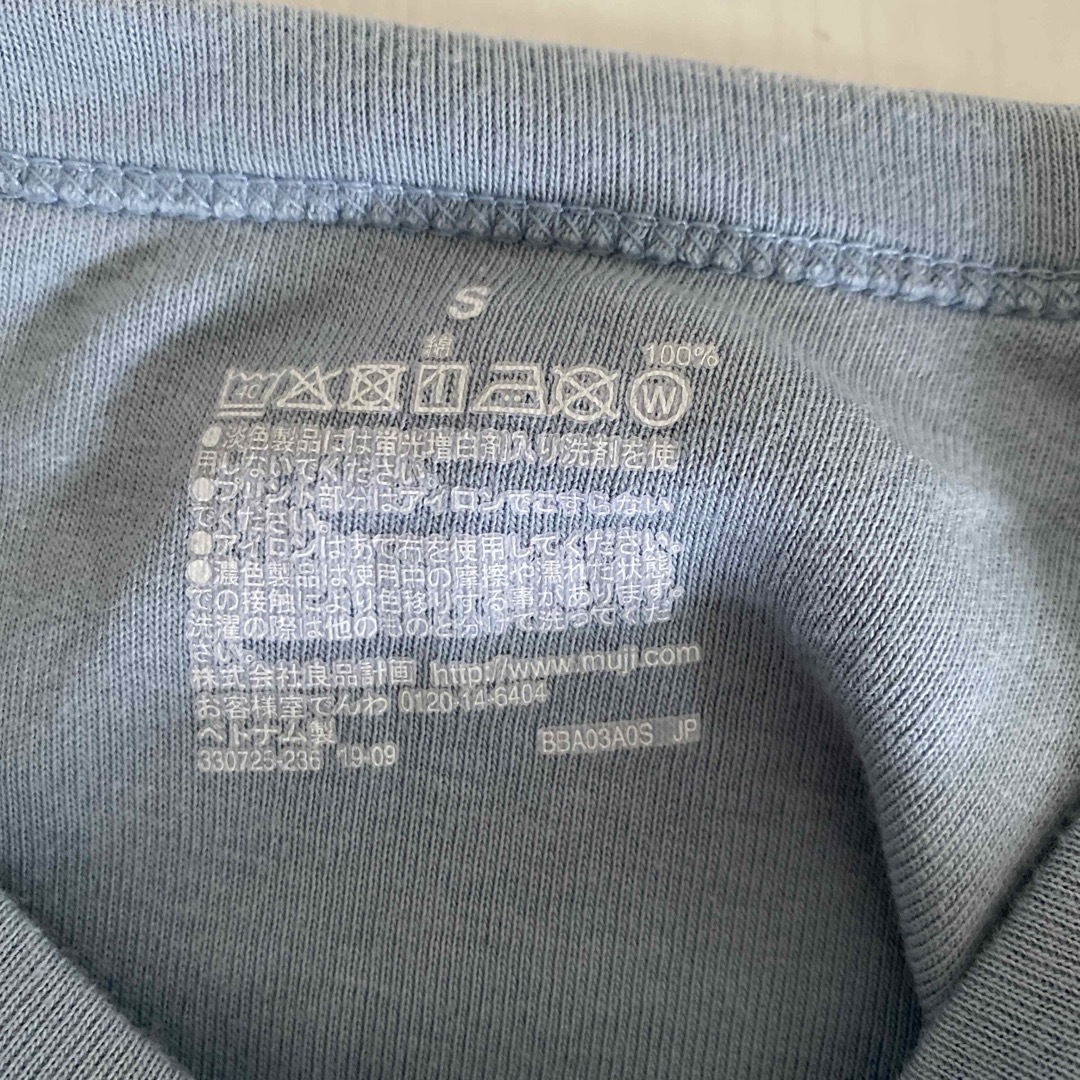 S
綿 100%
W
●淡色製品には蛍光増白剤入り洗剤を使
用しないでください。
●プリント部分はアイロンでこすらない
でください。
●アイロンはあて布を使用してください。
●濃色製品は使用中の摩擦や濡れた状態
での接触により色移りする事があります。
洗濯の際は他の物と分けて洗ってくだ
さい。
株式会社良品計画 http://www.muji.com
お客様室でんわ 0120-14-6404
ベトナム製
330725-236 19-09 BBA03A0S JP